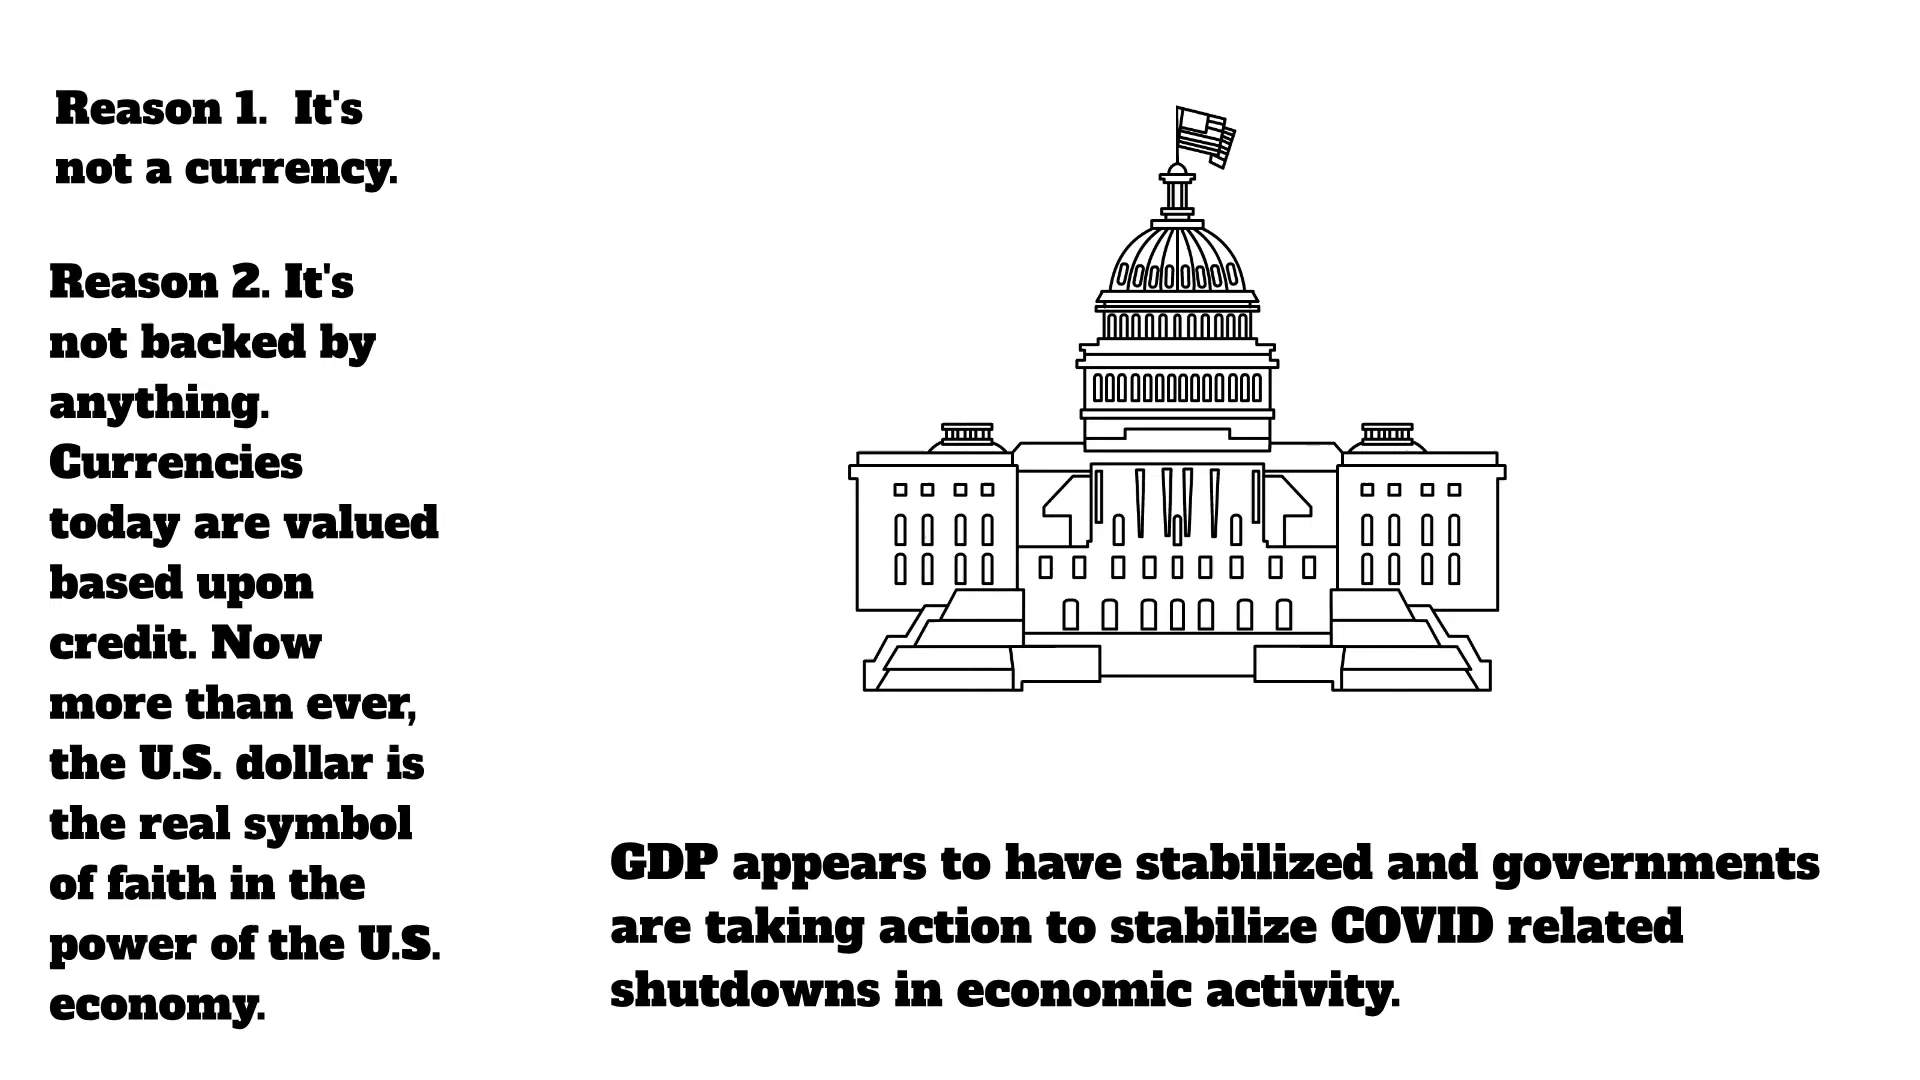 Reason 1.  It's
not a currency.
Reason 2. It's
not backed by
anything.
Currencies
today are valued
based upon
credit. Now
more than ever,
the U.S. dollar is
the real symbol
of faith in the
power of the U.S.
economy.
GDP appears to have stabilized and governments
are taking action to stabilize COVID related
shutdowns in economic activity.